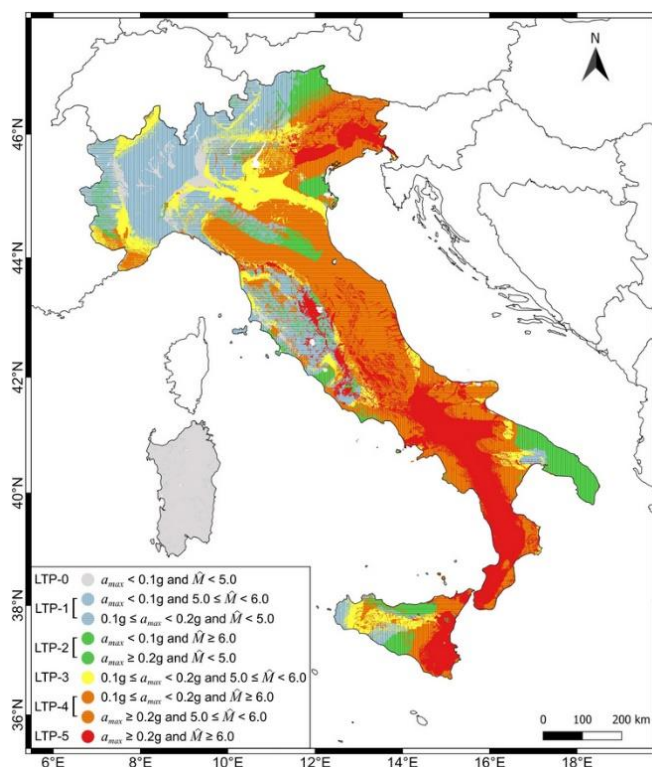 N
46°N
44°N
42°N
40°N
38°N
36°N
LTP-0 a_max < 0.1g and M̂ < 5.0
LTP-1 [ a_max < 0.1g and 5.0 ≤ M̂ < 6.0
0.1g ≤ a_max < 0.2g and M̂ < 5.0
LTP-2 [ a_max < 0.1g and M̂ ≥ 6.0
a_max ≥ 0.2g and M̂ < 5.0
LTP-3 0.1g ≤ a_max < 0.2g and 5.0 ≤ M̂ < 6.0
LTP-4 [ 0.1g ≤ a_max < 0.2g and M̂ ≥ 6.0
a_max ≥ 0.2g and 5.0 ≤ M̂ < 6.0
LTP-5 a_max ≥ 0.2g and M̂ ≥ 6.0
0 100 200 km
6°E 8°E 10°E 12°E 14°E 16°E 18°E